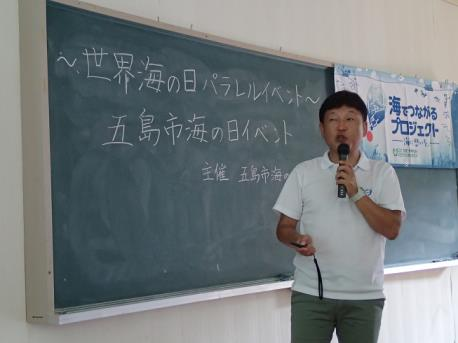 ～世界海の日パラレルイベント～
五島市海の日イベント
主催 五島市海の
海でつながる
プロジェクト